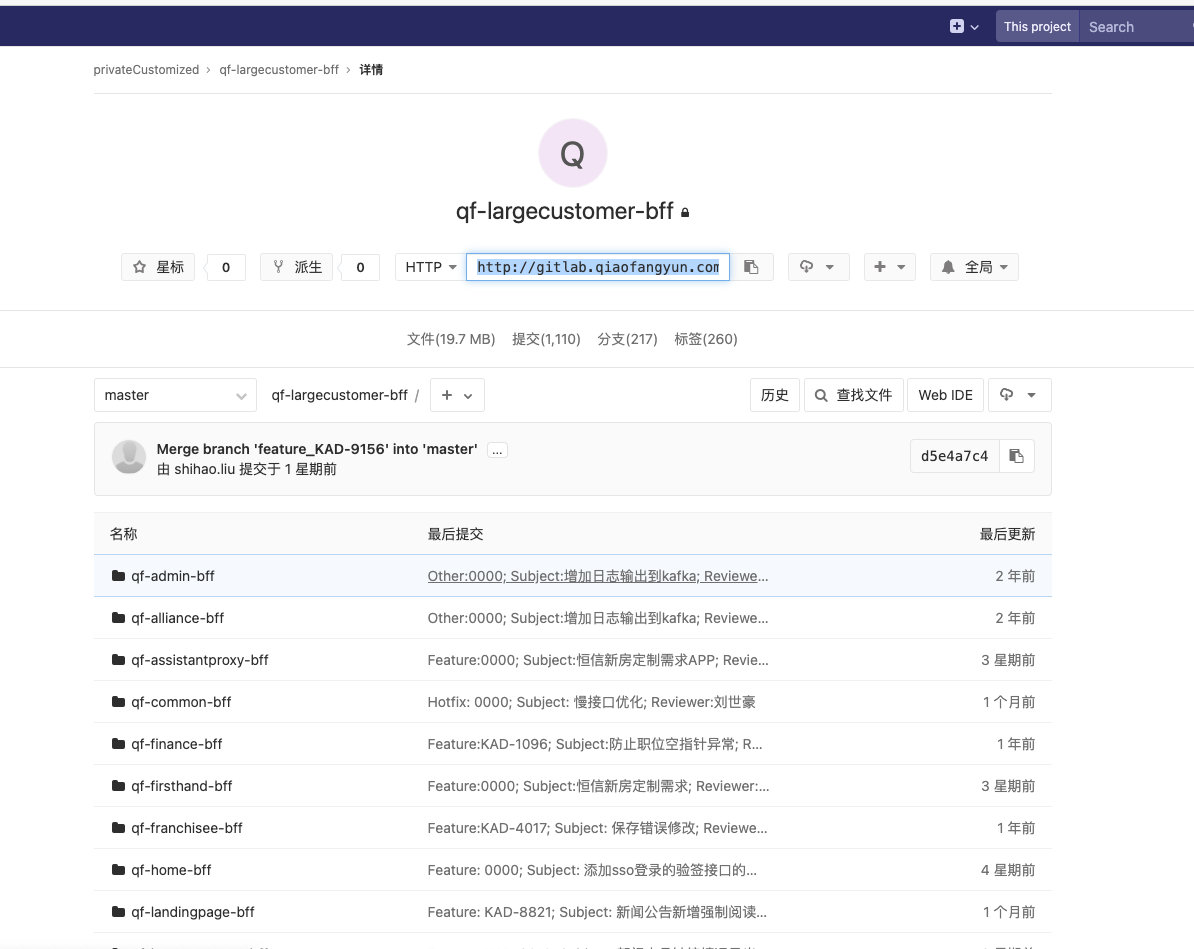 This project Search
privateCustomized › qf-largecustomer-bff › 详情
Q
qf-largecustomer-bff
星标 0 派生 0 HTTP http://gitlab.qiaofangyun.com 全局
文件(19.7 MB) 提交(1,110) 分支(217) 标签(260)
master qf-largecustomer-bff / + 历史 查找文件 Web IDE
Merge branch 'feature_KAD-9156' into 'master' ...
由 shihao.liu 提交于 1 星期前
d5e4a7c4
名称 最后提交 最后更新
qf-admin-bff Other:0000; Subject:增加日志输出到kafka; Reviewe... 2 年前
qf-alliance-bff Other:0000; Subject:增加日志输出到kafka; Reviewe... 2 年前
qf-assistantproxy-bff Feature:0000; Subject:恒信新房定制需求APP; Revie... 3 星期前
qf-common-bff Hotfix: 0000; Subject: 慢接口优化; Reviewer:刘世豪 1 个月前
qf-finance-bff Feature:KAD-1096; Subject:防止职位空指针异常; R... 1 年前
qf-firsthand-bff Feature:0000; Subject:恒信新房定制需求; Reviewer:... 3 星期前
qf-franchisee-bff Feature:KAD-4017; Subject: 保存错误修改; Reviewe... 1 年前
qf-home-bff Feature: 0000; Subject: 添加sso登录的验签接口的... 4 星期前
qf-landingpage-bff Feature: KAD-8821; Subject: 新闻公告新增强制阅读... 1 个月前